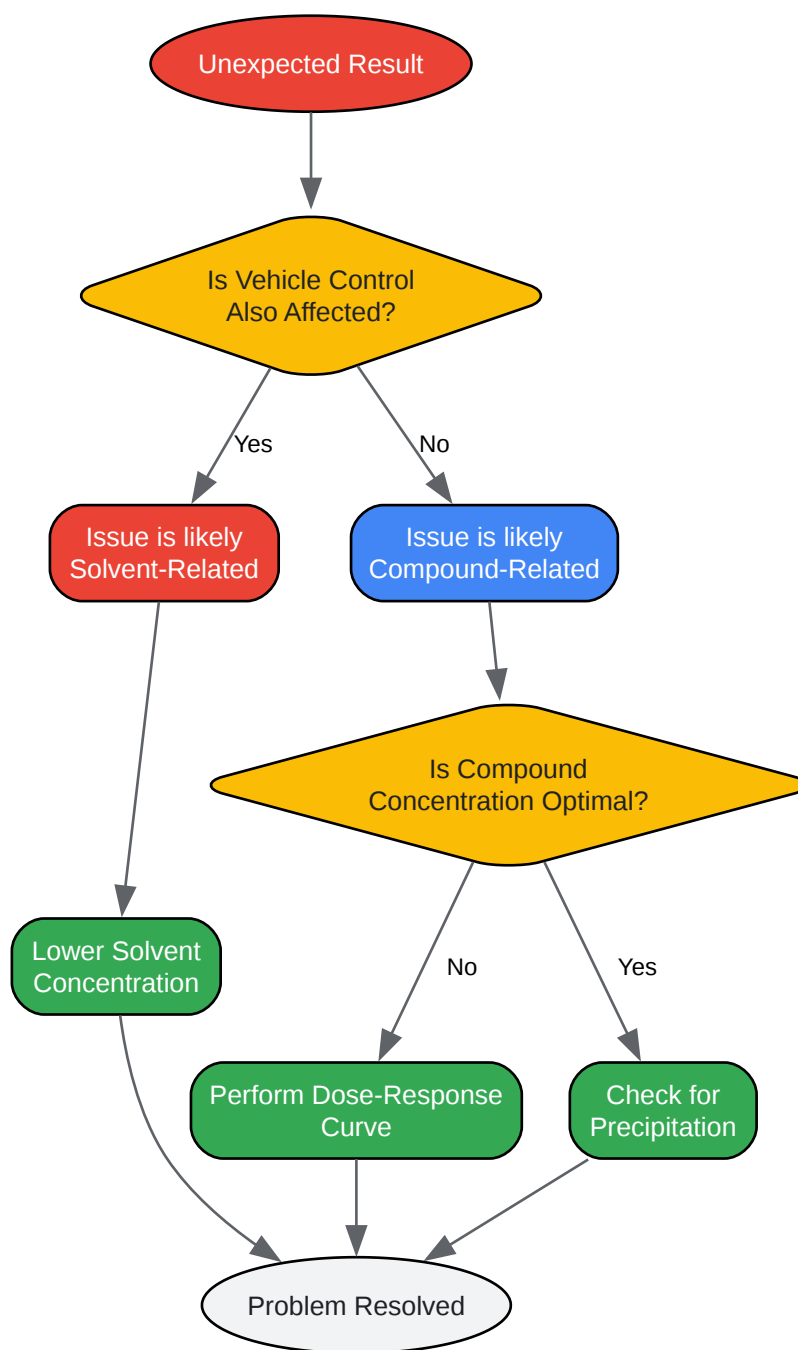 Unexpected Result
Is Vehicle Control
Also Affected?
Yes
No
Issue is likely
Solvent-Related
Issue is likely
Compound-Related
Is Compound
Concentration Optimal?
Lower Solvent
Concentration
No
Yes
Perform Dose-Response
Curve
Check for
Precipitation
Problem Resolved